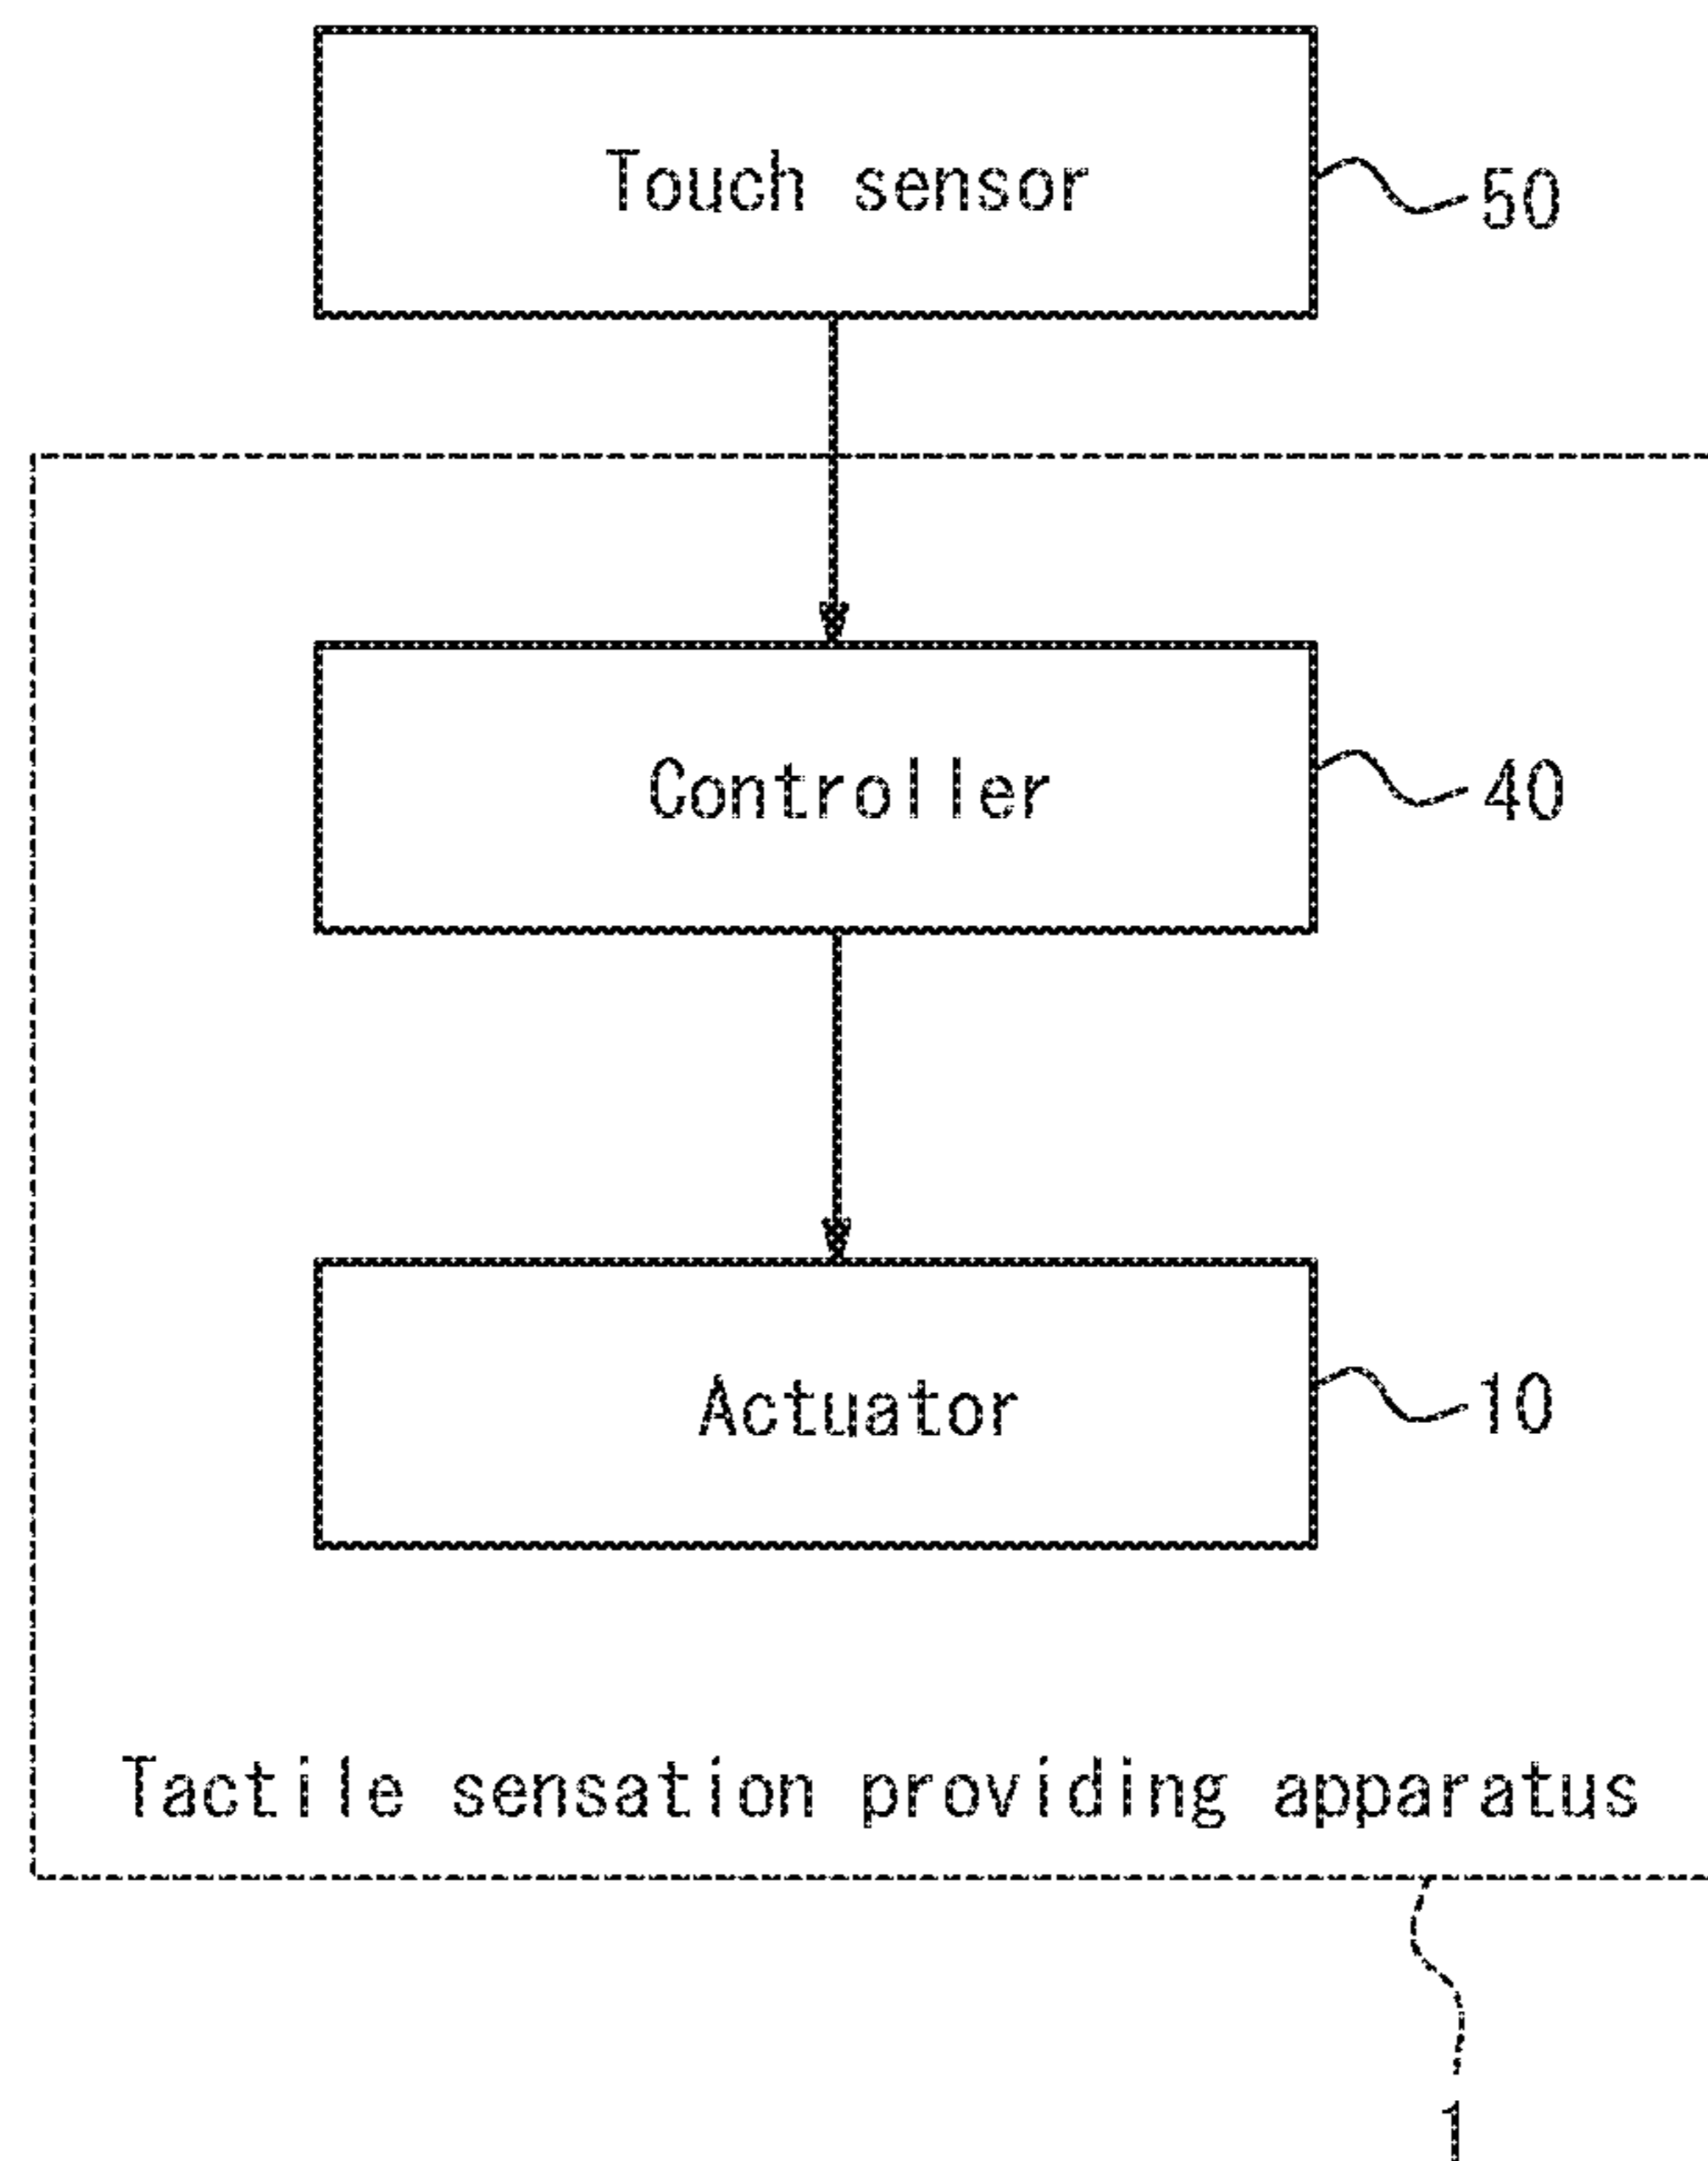 Touch sensor
50
Controller
40
Actuator
10
Tactile sensation providing apparatus
1